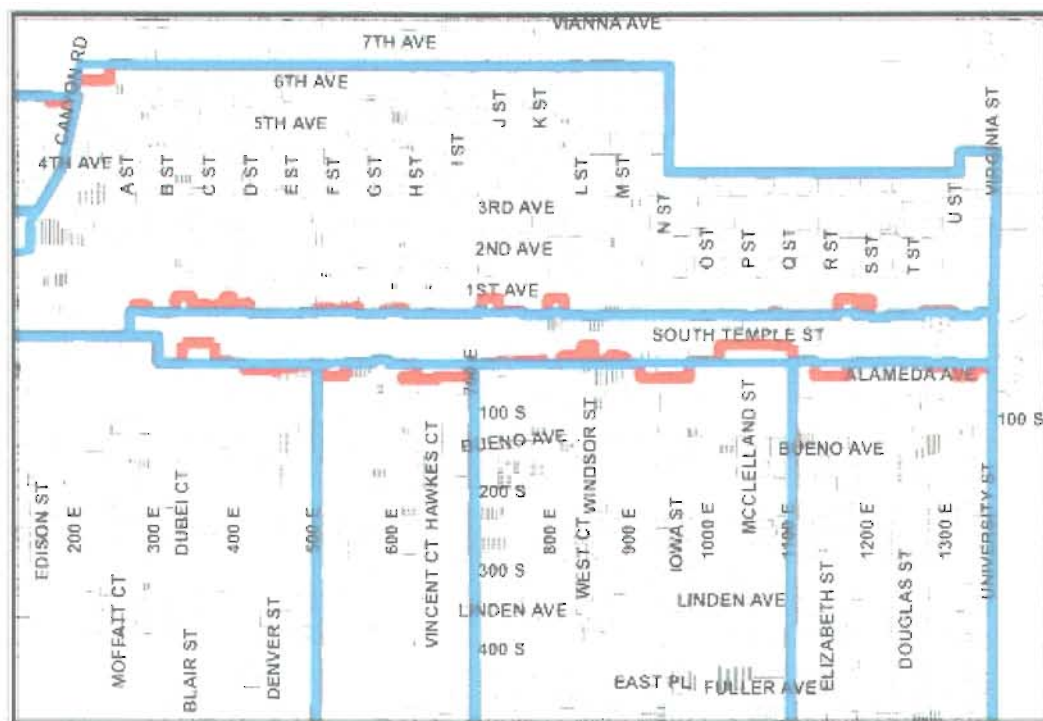 VIANNA AVE
7TH AVE
CANYON RD
6TH AVE
J ST
K ST
VIRGINIA ST
5TH AVE
I ST
4TH AVE
A ST
B ST
C ST
D ST
E ST
F ST
G ST
H ST
L ST
M ST
3RD AVE
N ST
U ST
2ND AVE
O ST
P ST
Q ST
R ST
S ST
T ST
1ST AVE
SOUTH TEMPLE ST
700 E
ALAMEDA AVE
100 S
100 S
BUENO AVE
BUENO AVE
VINCENT CT
HAWKES CT
WINDSOR ST
MCCLELLAND ST
200 S
EDISON ST
200 E
300 E
DUBEI CT
400 E
500 E
600 E
800 E
WEST CT
900 E
IOWA ST
1000 E
1100 E
1200 E
1300 E
UNIVERSITY ST
300 S
MOFFATT CT
LINDEN AVE
LINDEN AVE
ELIZABETH ST
DOUGLAS ST
BLAIR ST
DENVER ST
400 S
EAST PL
FULLER AVE